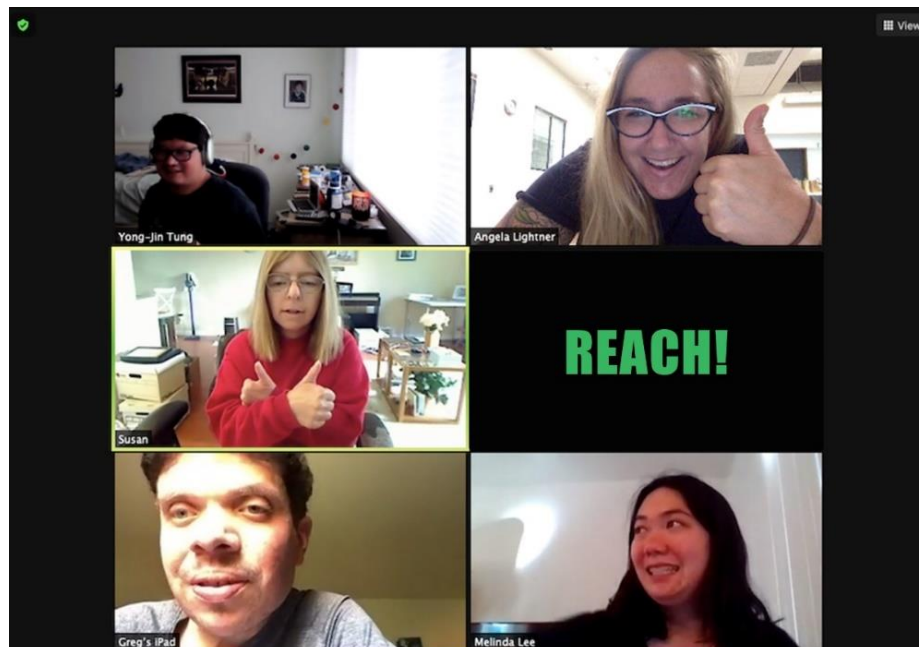 View
Yong-Jin Tung
Angela Lightner
Susan
REACH!
Greg's iPad
Melinda Lee